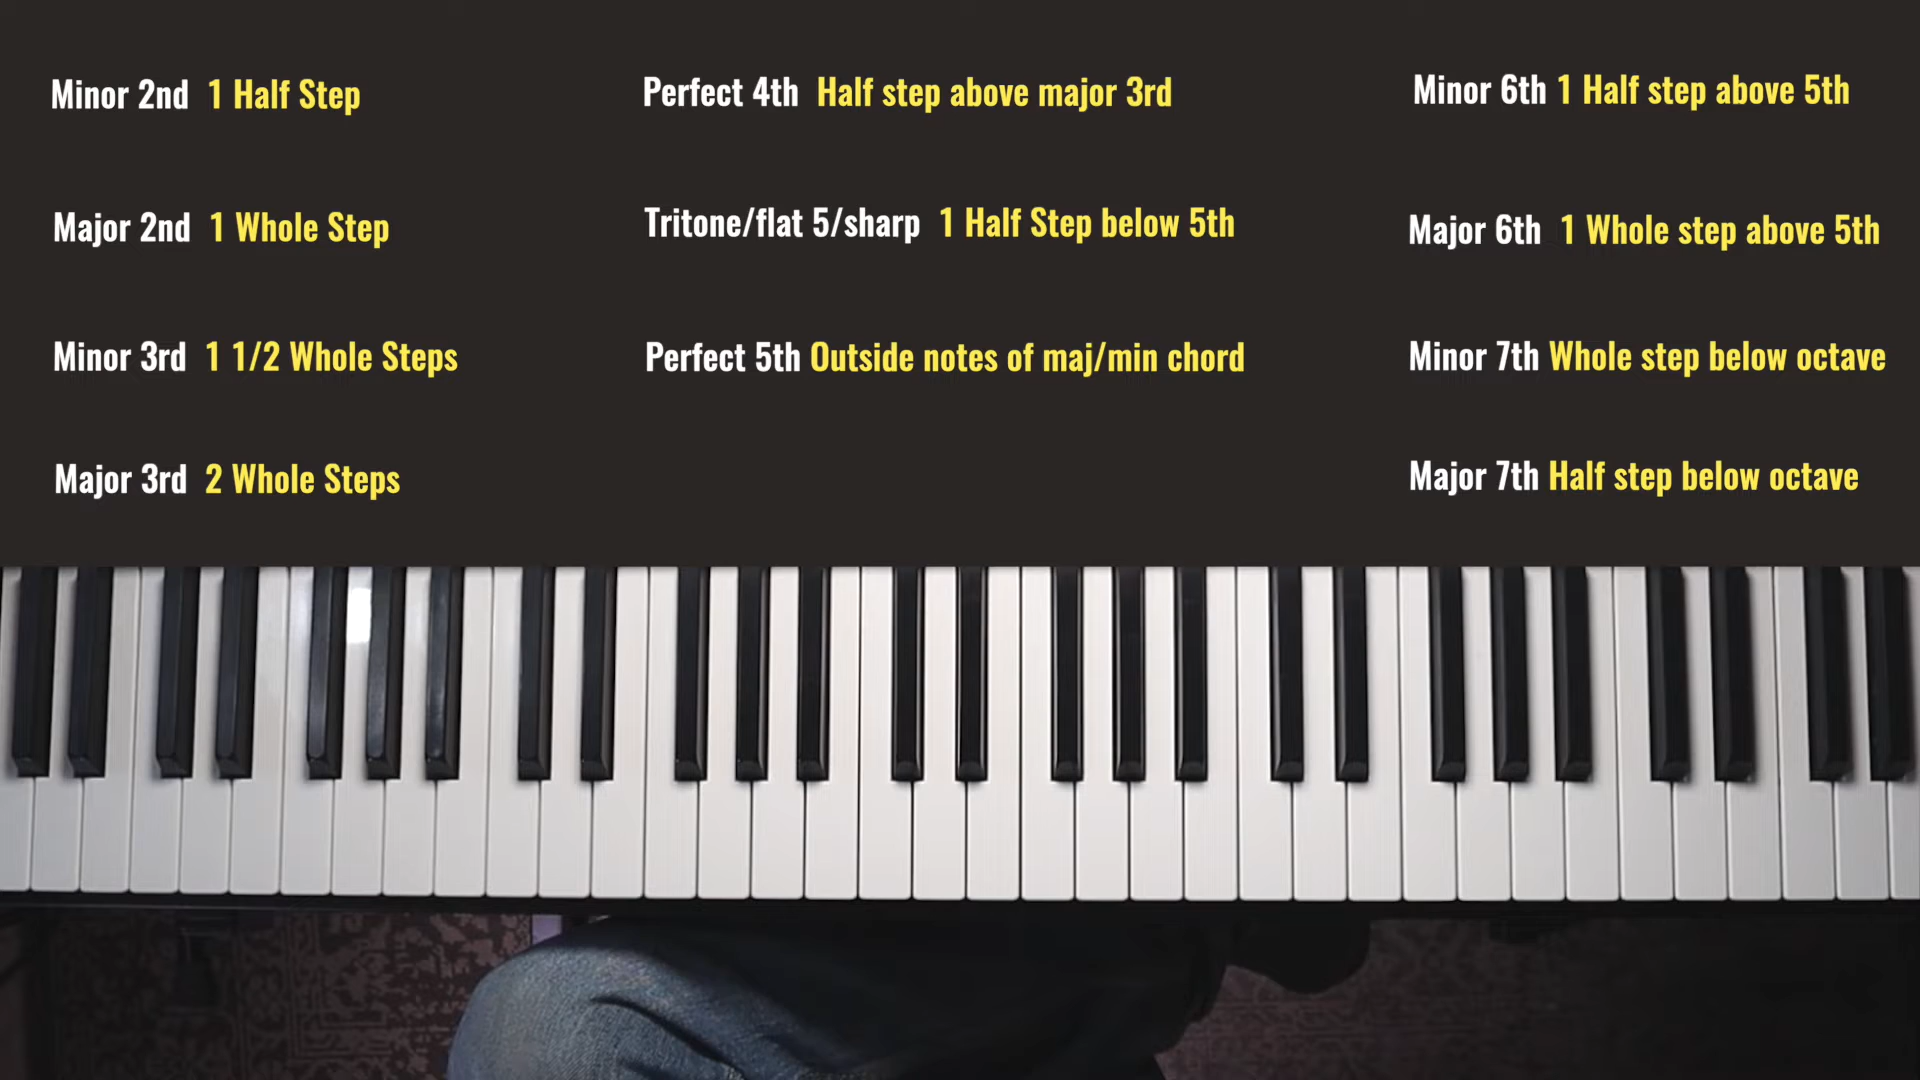 Minor 2nd 1 Half Step
Major 2nd 1 Whole Step
Minor 3rd 1 1/2 Whole Steps
Major 3rd 2 Whole Steps
Perfect 4th Half step above major 3rd
Tritone/flat 5/sharp 1 Half Step below 5th
Perfect 5th Outside notes of maj/min chord
Minor 6th 1 Half step above 5th
Major 6th 1 Whole step above 5th
Minor 7th Whole step below octave
Major 7th Half step below octave